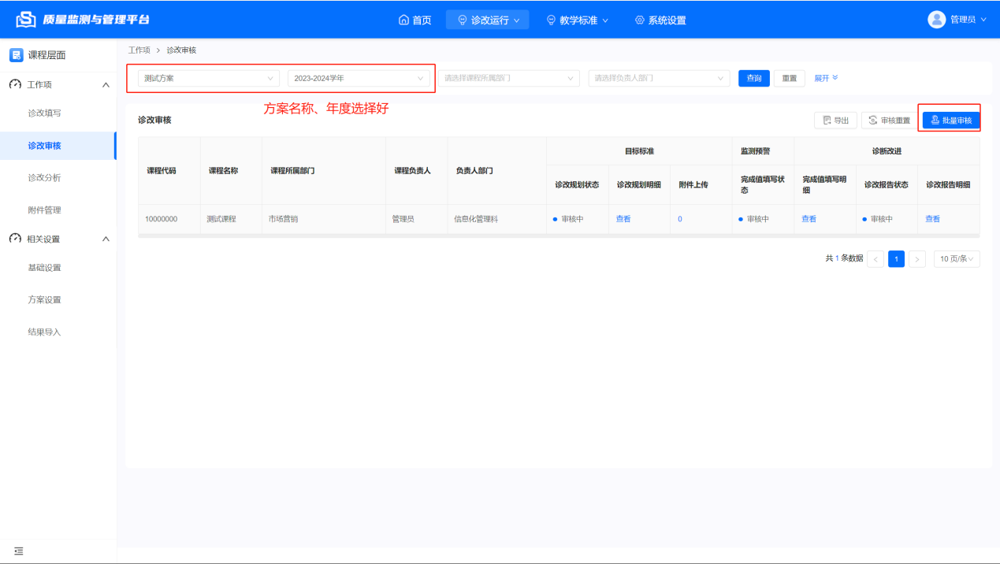 质量监测与管理平台
首页
诊改运行
教学标准
系统设置
管理员
课程层面
工作项
诊改填写
诊改审核
诊改分析
附件管理
相关设置
基础设置
方案设置
结果导入
工作项 > 诊改审核
测试方案
2023-2024学年
请选择课程所属部门
请选择负责人部门
查询
重置
展开
方案名称、年度选择好
诊改审核
导出
审核重置
批量审核
课程代码
课程名称
课程所属部门
课程负责人
负责人部门
目标标准
监测预警
诊断改进
诊改规划状态
诊改规划明细
附件上传
完成值填写状
态
完成值填写明
细
诊改报告状态
诊改报告明细
10000000
测试课程
市场营销
管理员
信息化管理科
审核中
查看
0
审核中
查看
审核中
查看
共 1 条数据
<
1
>
10 页/条